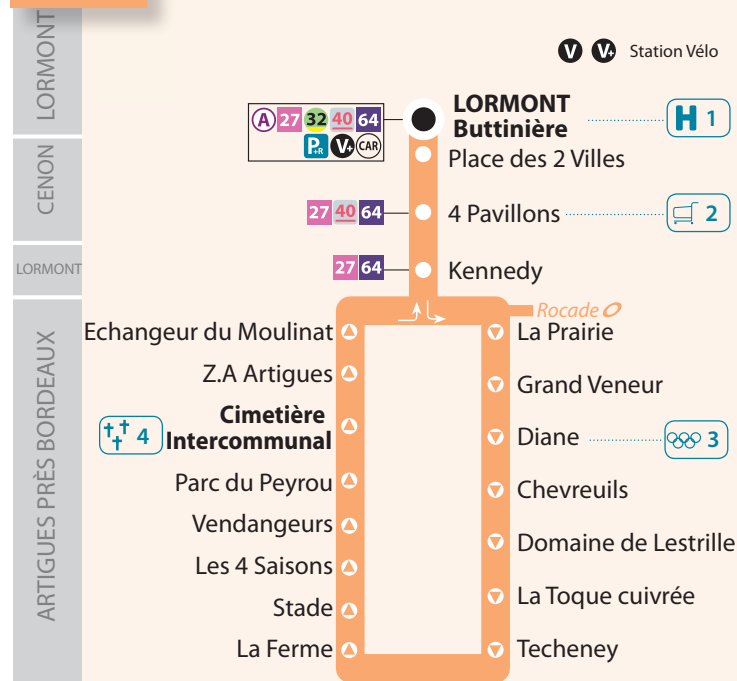 V V+ Station Vélo
LORMONT
CENON
LORMONT
ARTIGUES PRÈS BORDEAUX
A 27 32 40 64
P+R V+ CAR
LORMONT
Buttinière
H 1
Place des 2 Villes
27 40 64
4 Pavillons
2
27 64
Kennedy
Rocade
Echangeur du Moulinat
La Prairie
Z.A Artigues
Grand Veneur
Cimetière
Intercommunal
4
Diane
3
Parc du Peyrou
Chevreuils
Vendangeurs
Domaine de Lestrille
Les 4 Saisons
La Toque cuivrée
Stade
La Ferme
Techeney